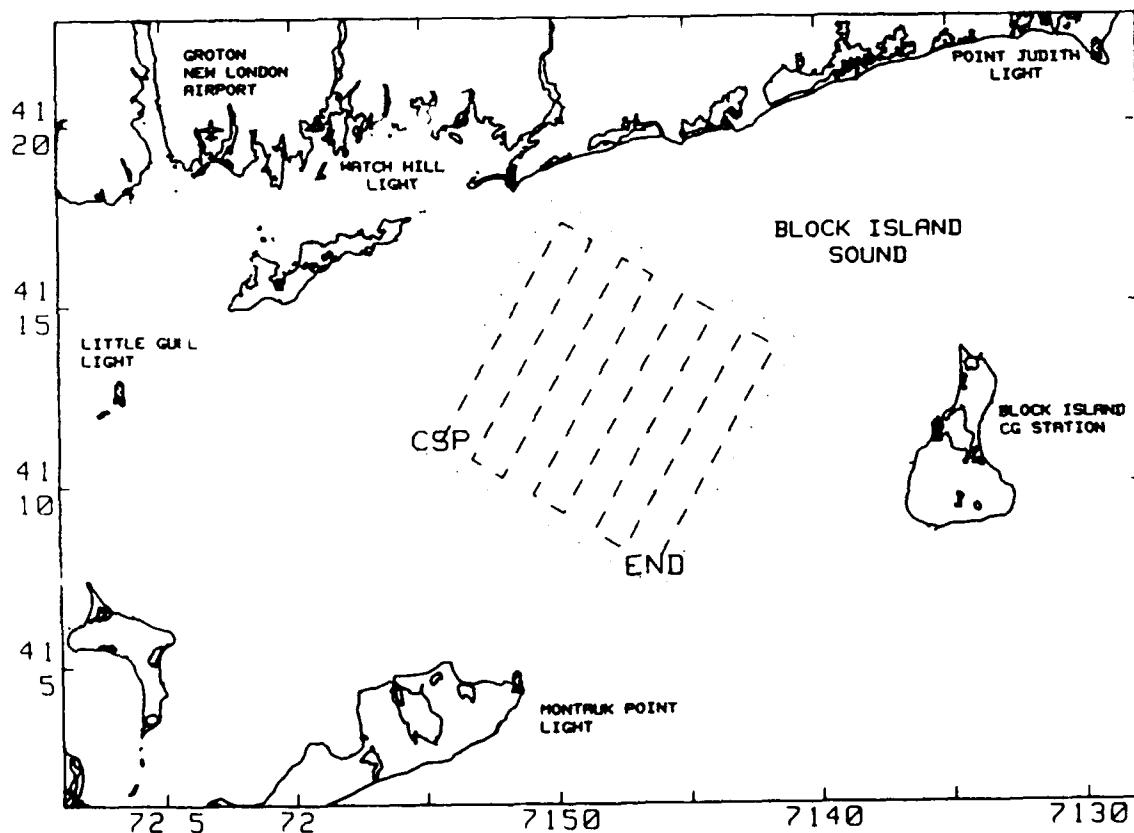 GROTON
NEW LONDON
AIRPORT
POINT JUDITH
LIGHT
41
20
WATCH HILL
LIGHT
BLOCK ISLAND
SOUND
41
15
LITTLE GULL
LIGHT
BLOCK ISLAND
CG STATION
CSP
41
10
END
41
5
MONTAUK POINT
LIGHT
72 5 72 7150 7140 7130